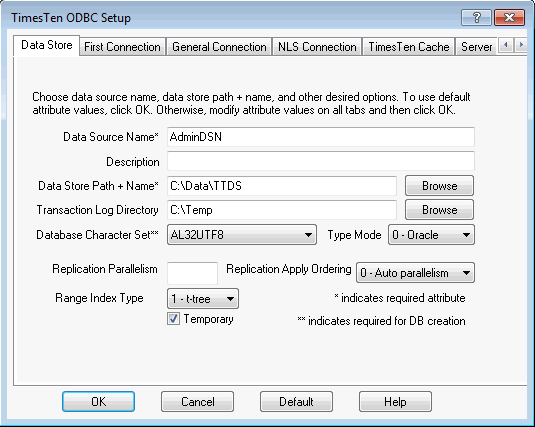 TimesTen ODBC Setup
Data Store First Connection General Connection NLS Connection TimesTen Cache Server
Choose data source name, data store path + name, and other desired options. To use default
attribute values, click OK. Otherwise, modify attribute values on all tabs and then click OK.
Data Source Name* AdminDSN
Description
Data Store Path + Name* C:\Data\TTDS Browse
Transaction Log Directory C:\Temp Browse
Database Character Set** AL32UTF8 Type Mode 0 - Oracle
Replication Parallelism Replication Apply Ordering 0 - Auto parallelism
Range Index Type 1 - t-tree * indicates required attribute
Temporary ** indicates required for DB creation
OK Cancel Default Help